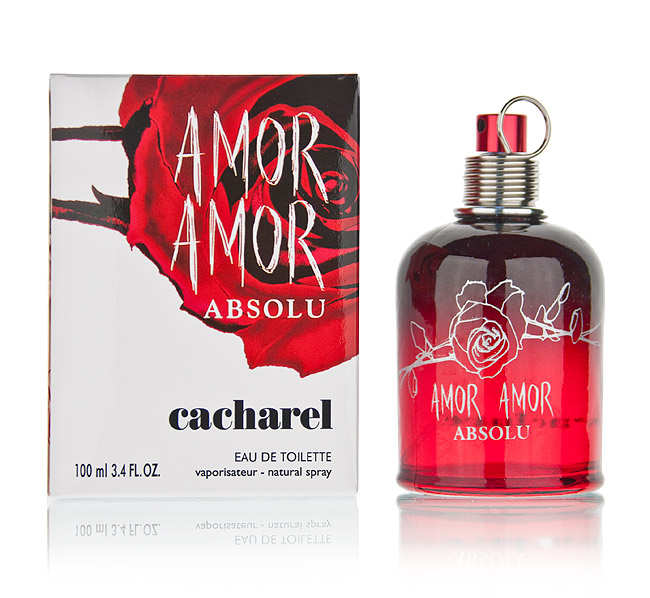 AMOR
AMOR
ABSOLU
cacharel
EAU DE TOILETTE
100 ml 3.4 FL.OZ.
vaporisateur - natural spray
AMOR AMOR
ABSOLU